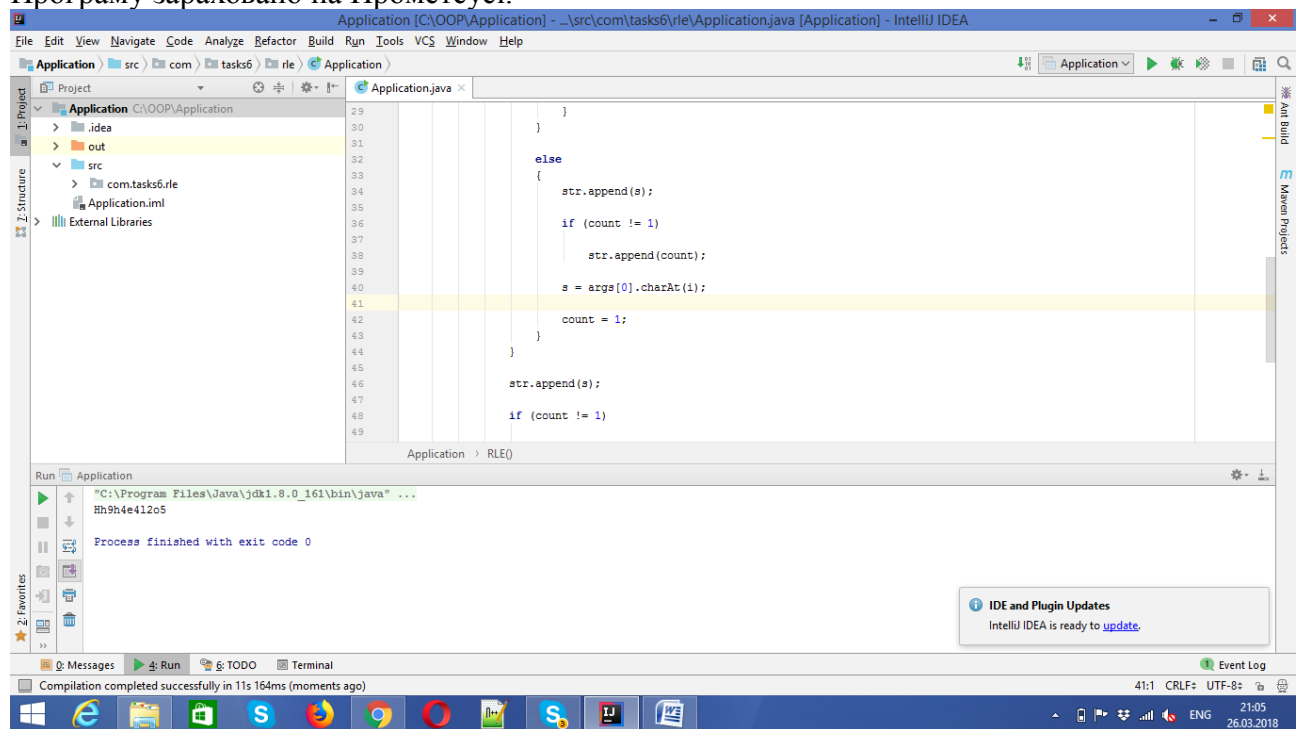 Програму зараховано на Прометеусі.
Application [C:\OOP\Application] - ...\src\com\tasks6\rle\Application.java [Application] - IntelliJ IDEA
File Edit View Navigate Code Analyze Refactor Build Run Tools VCS Window Help
Application src com tasks6 rle Application
Application
Project
Application.java
1: Project
Application C:\OOP\Application
.idea
out
src
com.tasks6.rle
Application.iml
External Libraries
Z: Structure
2: Favorites
29 }
30 }
31
32 else
33 {
34 str.append(s);
35
36 if (count != 1)
37
38 str.append(count);
39
40 s = args[0].charAt(i);
41
42 count = 1;
43 }
44 }
45
46 str.append(s);
47
48 if (count != 1)
49
Application > RLE()
Ant Build
m Maven Projects
Run Application
"C:\Program Files\Java\jdk1.8.0_161\bin\java" ...
Hh9h4e4l2o5
Process finished with exit code 0
IDE and Plugin Updates
IntelliJ IDEA is ready to update.
0: Messages 4: Run 6: TODO Terminal
1 Event Log
Compilation completed successfully in 11s 164ms (moments ago)
41:1 CRLF UTF-8
ENG
21:05
26.03.2018